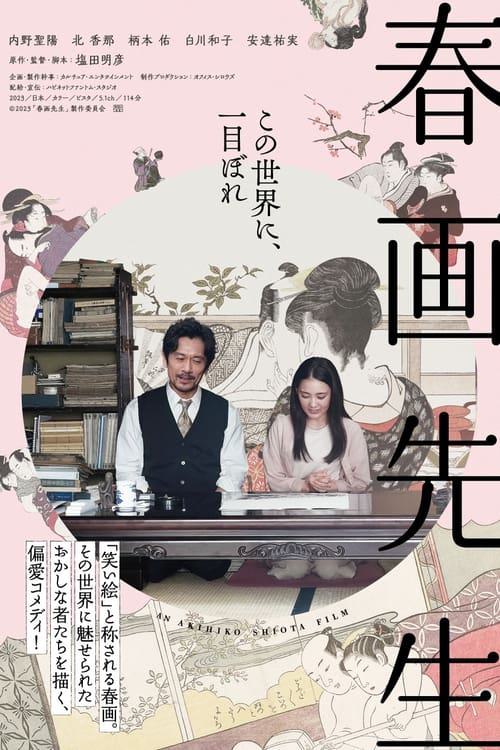 春画先生
内野聖陽 北 香那 柄本 佑 白川和子 安達祐実
原作・監督・脚本：塩田明彦
企画・製作幹事：カルチュア・エンタテインメント 制作プロダクション：オフィス・シロウズ
配給・宣伝：ハピネットファントム・スタジオ
2023／日本／カラー／ビスタ／5.1ch／114分
©2023「春画先生」製作委員会
この世界に、
一目ぼれ
「笑い絵」と称される春画。
その世界に魅せられた
おかしな者たちを描く、
偏愛コメディ！
AN AKIHIKO SHIOTA FILM